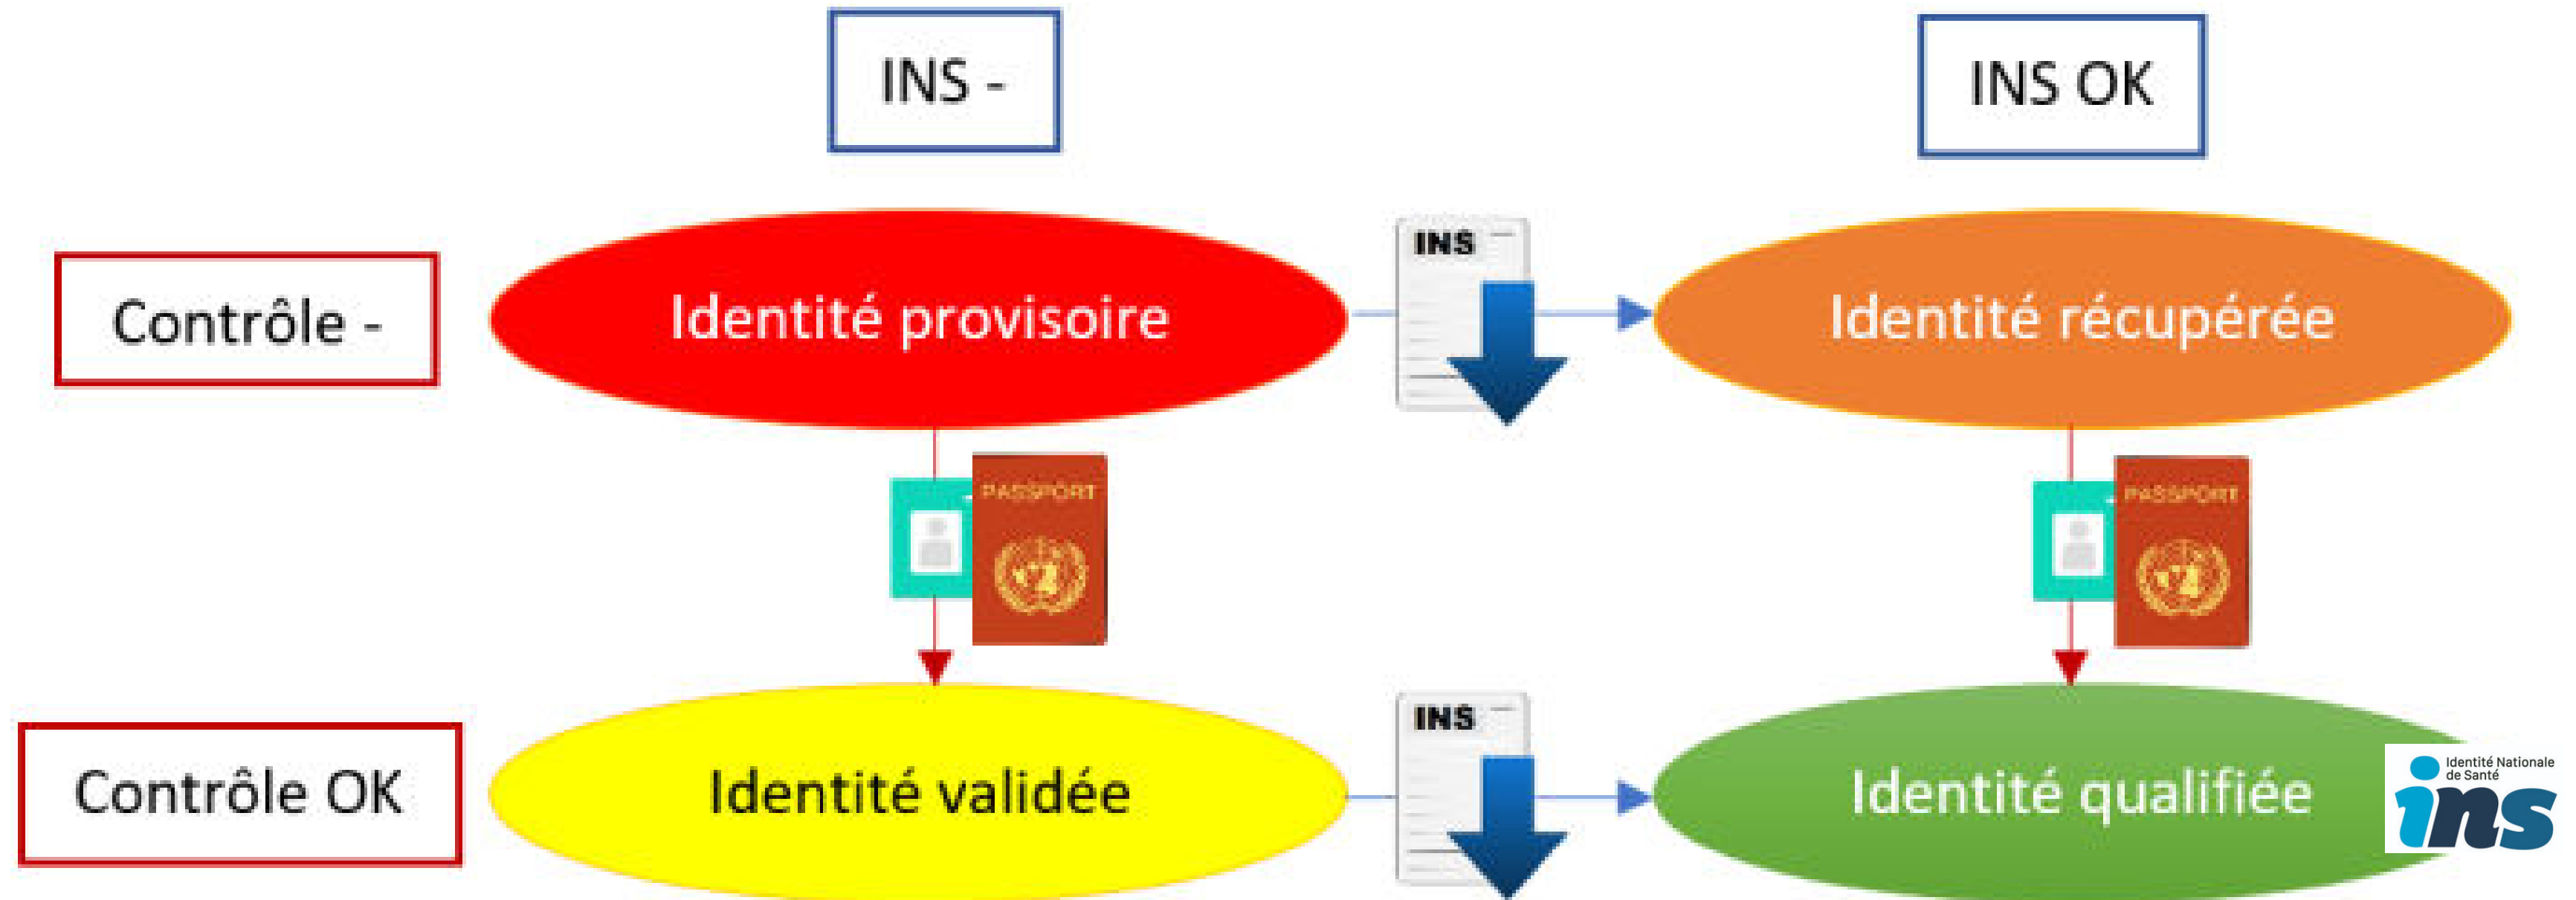 INS -
INS OK
Contrôle -
Identité provisoire
INS
Identité récupérée
PASSPORT
PASSPORT
Contrôle OK
Identité validée
INS
Identité qualifiée
Identité Nationale
de Santé
ins